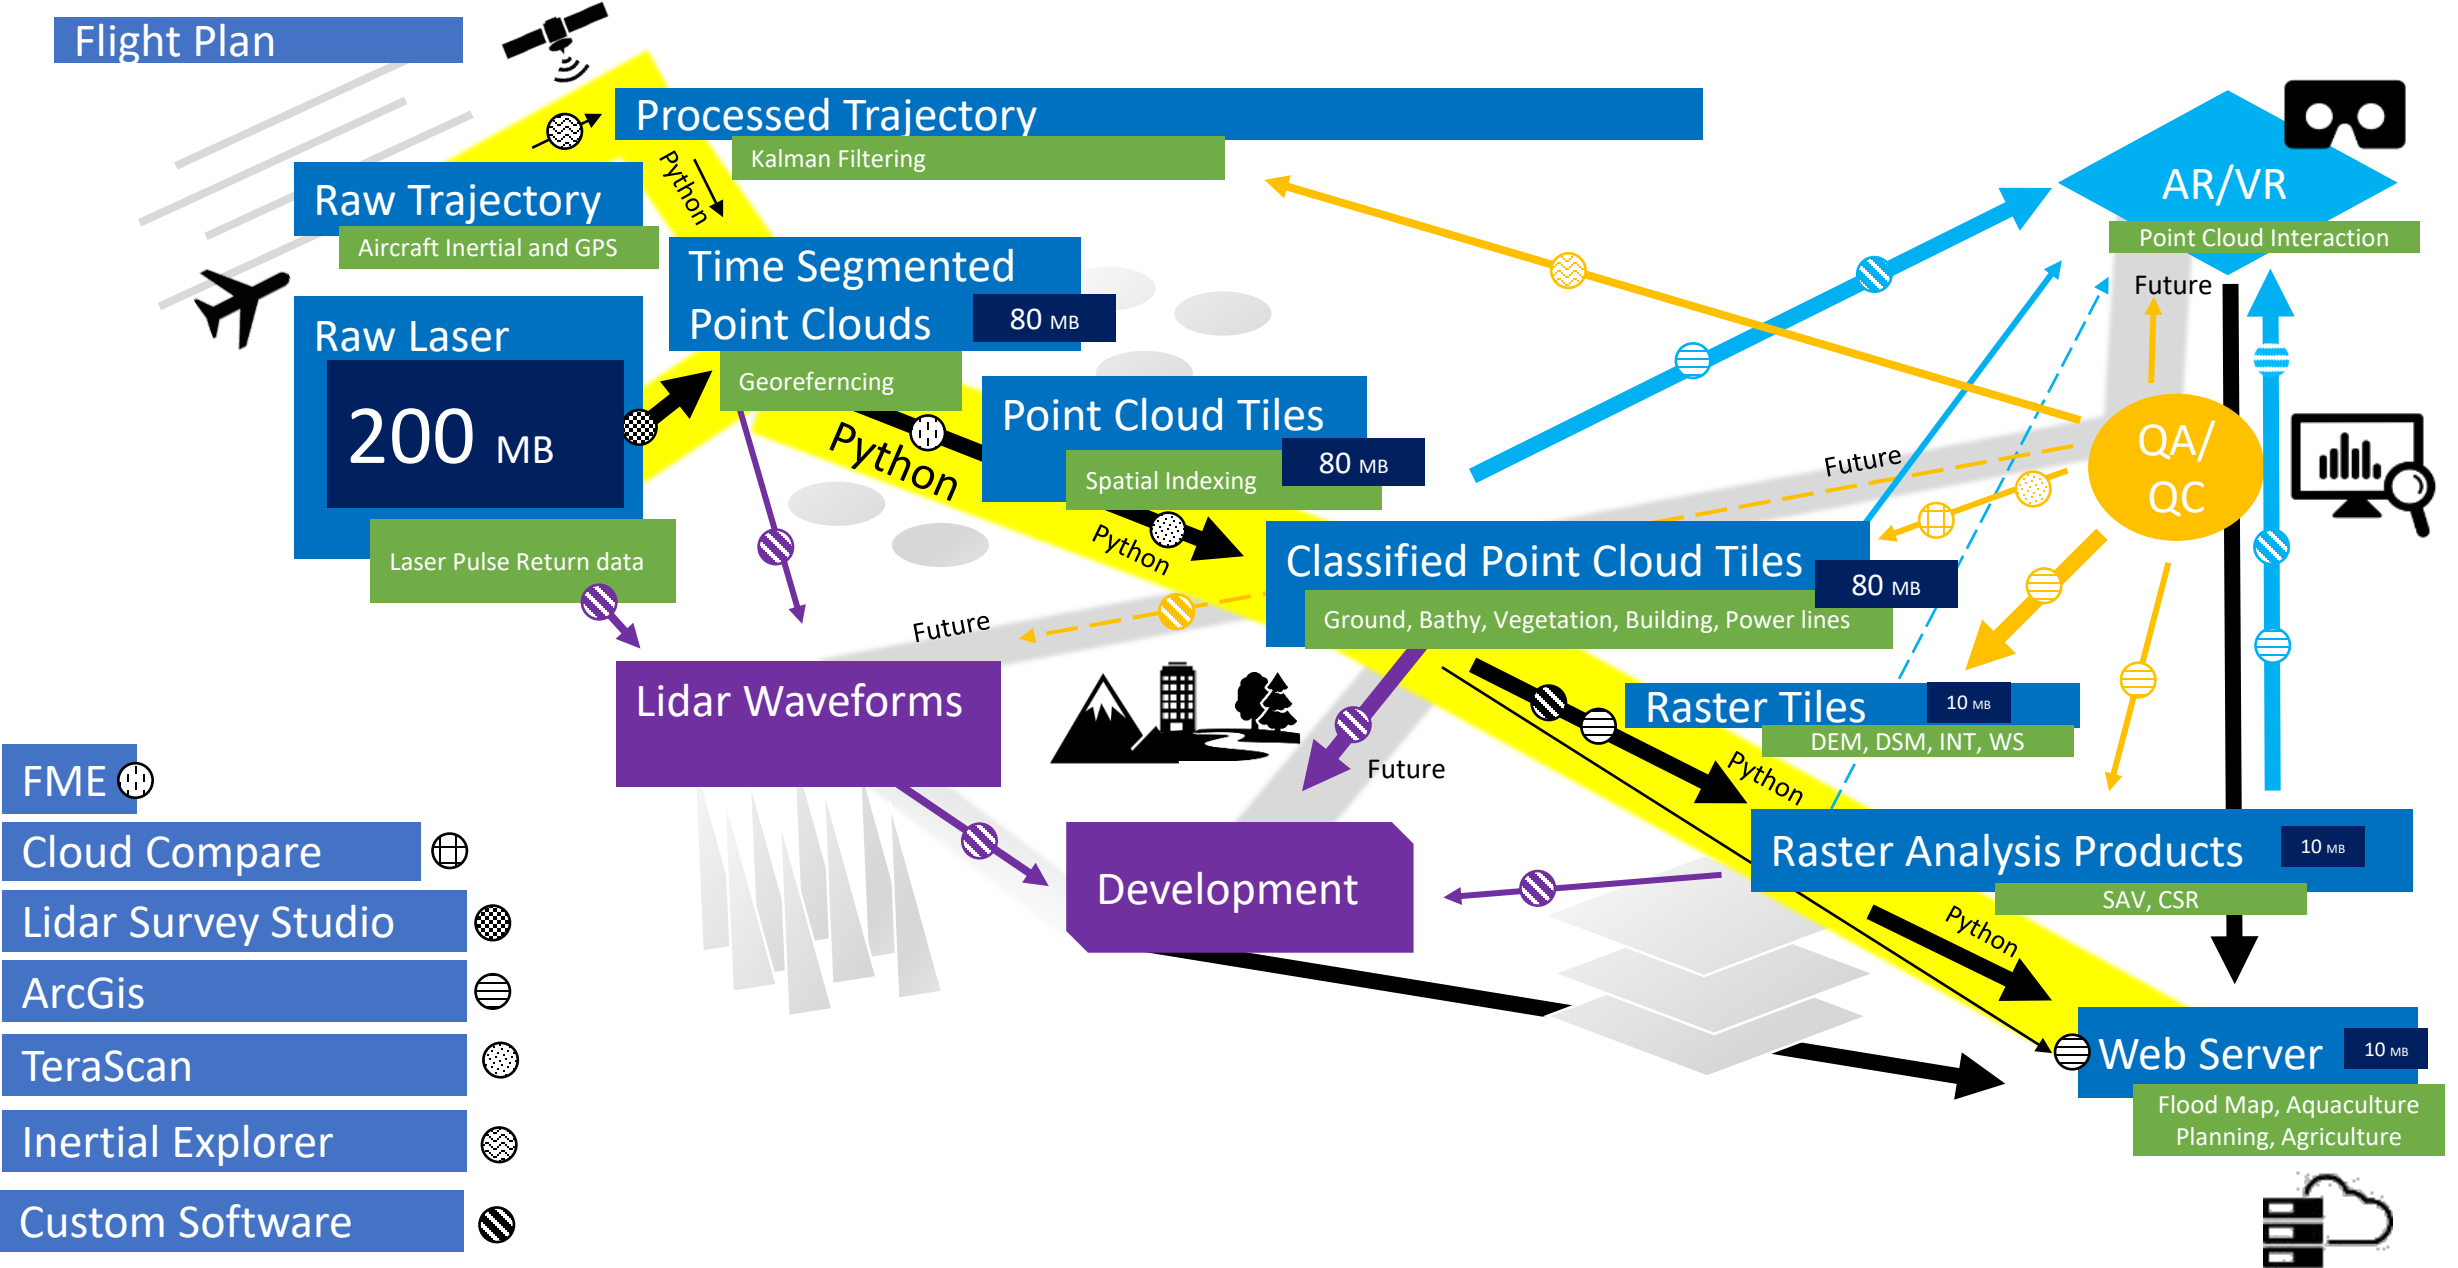 Flight Plan
Processed Trajectory
Kalman Filtering
Python
Raw Trajectory
Aircraft Inertial and GPS
AR/VR
Point Cloud Interaction
Future
Time Segmented
Point Clouds
80 MB
Georeferncing
Raw Laser
200 MB
Laser Pulse Return data
Python
Point Cloud Tiles
80 MB
Spatial Indexing
Python
Future
QA/
QC
Classified Point Cloud Tiles
80 MB
Ground, Bathy, Vegetation, Building, Power lines
Future
Lidar Waveforms
Raster Tiles
10 MB
DEM, DSM, INT, WS
Future
Python
Development
Raster Analysis Products
10 MB
SAV, CSR
Python
Web Server
10 MB
Flood Map, Aquaculture
Planning, Agriculture
FME
Cloud Compare
Lidar Survey Studio
ArcGis
TeraScan
Inertial Explorer
Custom Software